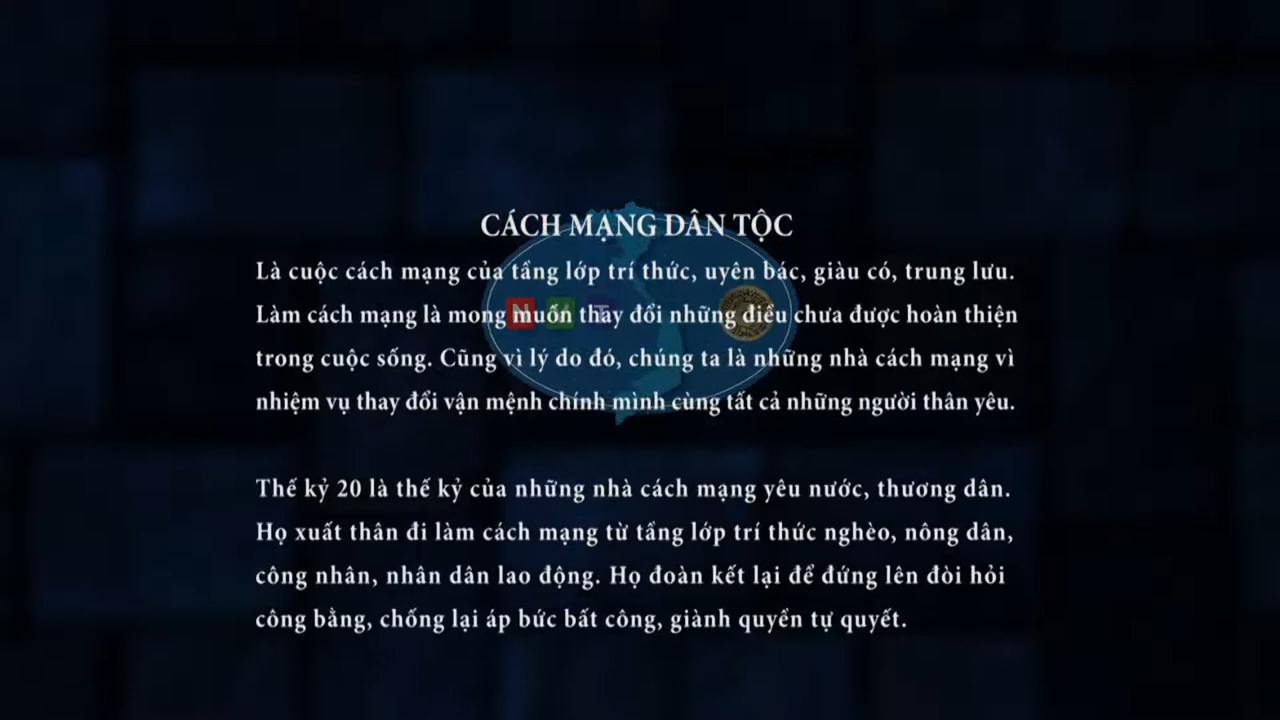 CÁCH MẠNG DÂN TỘC
Là cuộc cách mạng của tầng lớp trí thức, uyên bác, giàu có, trung lưu.
Làm cách mạng là mong muốn thay đổi những điều chưa được hoàn thiện
trong cuộc sống. Cũng vì lý do đó, chúng ta là những nhà cách mạng vì
nhiệm vụ thay đổi vận mệnh chính mình cùng tất cả những người thân yêu.
Thế kỷ 20 là thế kỷ của những nhà cách mạng yêu nước, thương dân.
Họ xuất thân đi làm cách mạng từ tầng lớp trí thức nghèo, nông dân,
công nhân, nhân dân lao động. Họ đoàn kết lại để đứng lên đòi hỏi
công bằng, chống lại áp bức bất công, giành quyền tự quyết.